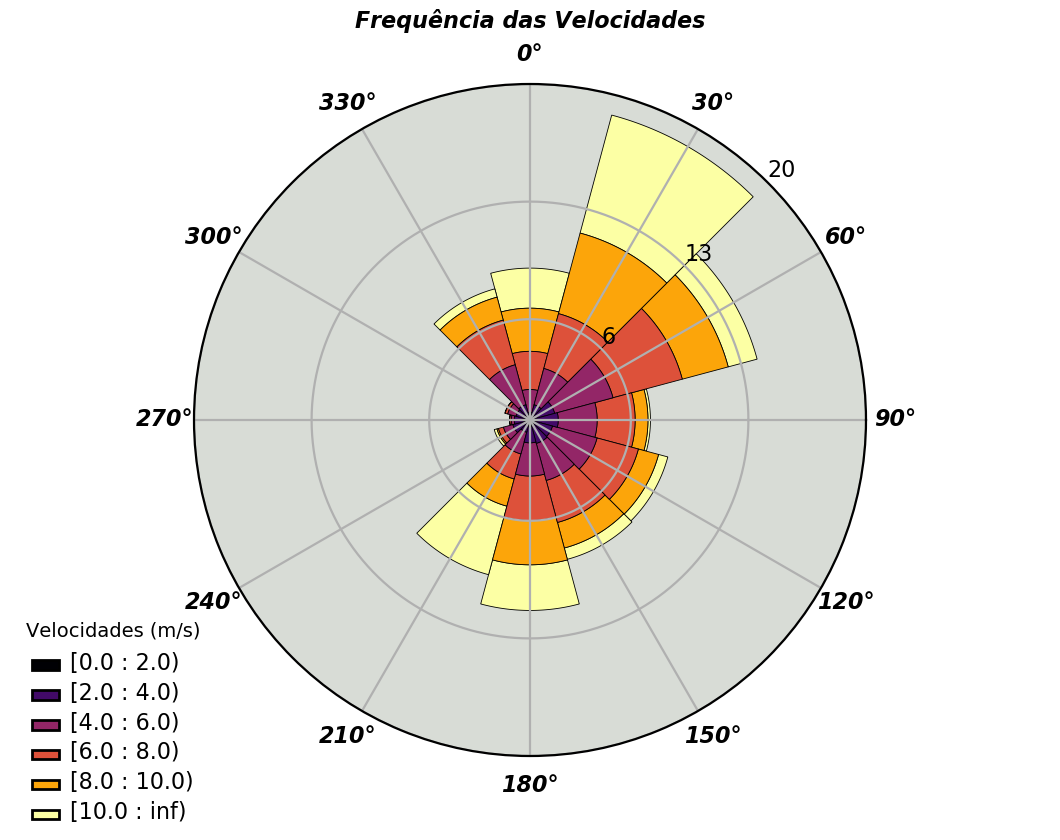 Frequência das Velocidades
0°
330°
30°
20
300°
60°
13
6
270°
90°
240°
120°
210°
150°
180°
Velocidades (m/s)
[0.0 : 2.0)
[2.0 : 4.0)
[4.0 : 6.0)
[6.0 : 8.0)
[8.0 : 10.0)
[10.0 : inf)